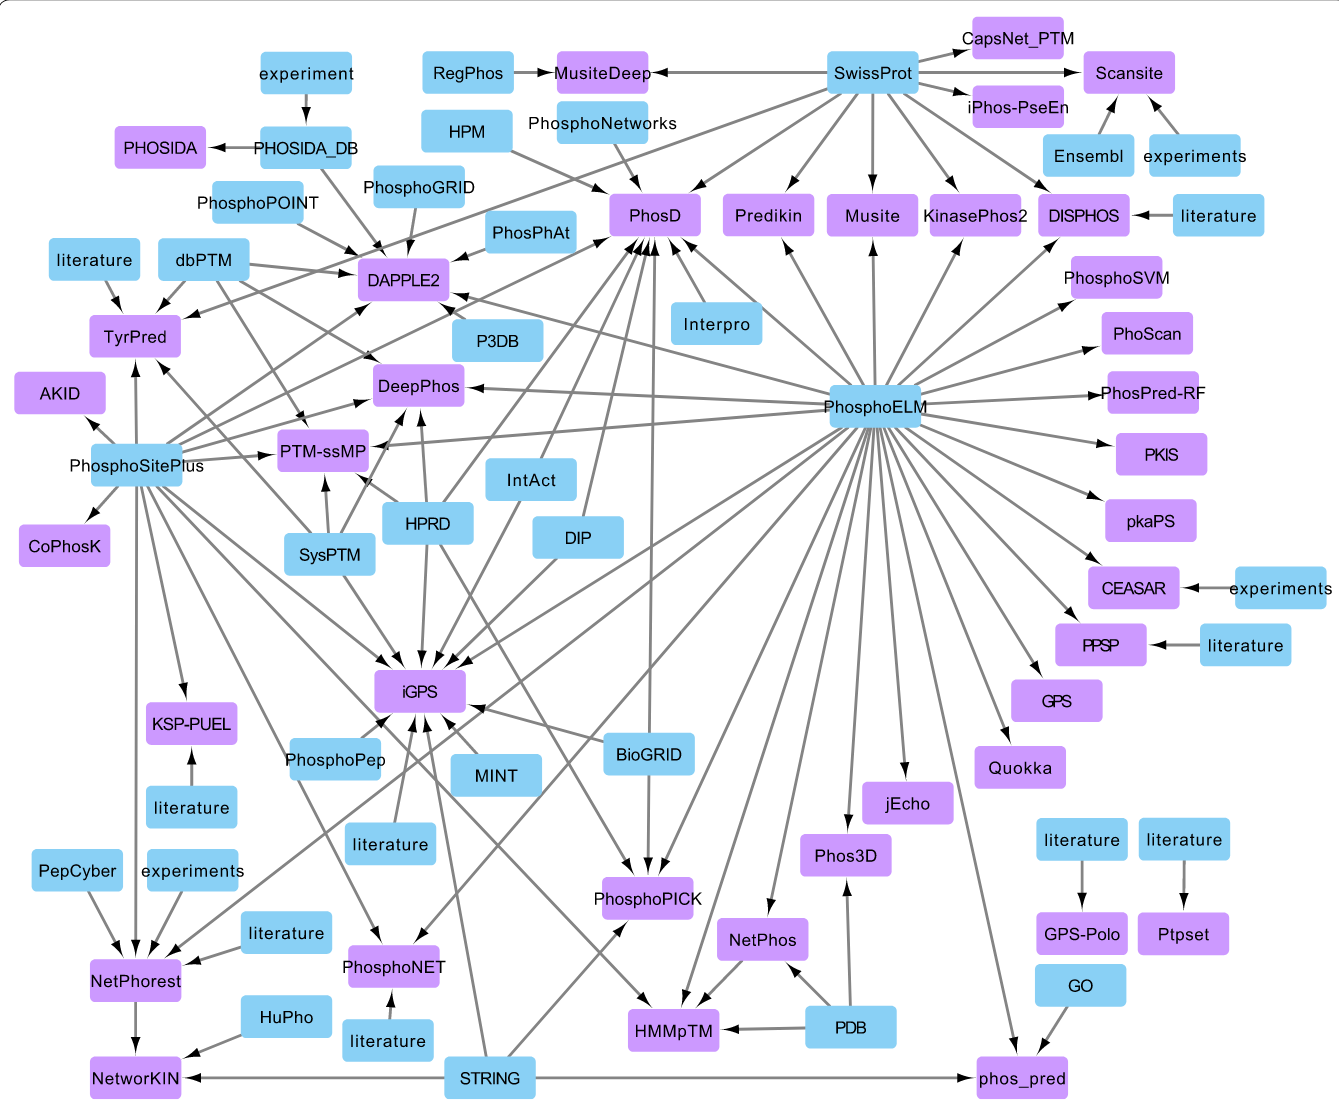 CapsNet_PTM
experiment
RegPhos
MusiteDeep
SwissProt
Scansite
iPhos-PseEn
HPM
PhosphoNetworks
PHOSIDA
PHOSIDA_DB
Ensembl
experiments
PhosphoGRID
PhosphoPOINT
PhosD
Predikin
Musite
KinasePhos2
DISPHOS
literature
PhosPhAt
literature
dbPTM
DAPPLE2
PhosphoSVM
TyrPred
P3DB
Interpro
PhoScan
AKID
DeepPhos
PhosphoELM
PhosPred-RF
PhosphoSitePlus
PTM-ssMP
PKIS
IntAct
HPRD
pkaPS
CoPhosK
SysPTM
DIP
CEASAR
experiments
PPSP
literature
iGPS
GPS
KSP-PUEL
PhosphoPep
MINT
BioGRID
Quokka
literature
jEcho
literature
literature
literature
Phos3D
PepCyber
experiments
PhosphoPICK
literature
NetPhos
GPS-Polo
Ptpset
NetPhorest
PhosphoNET
GO
HuPho
literature
HMMpTM
PDB
NetworKIN
STRING
phos_pred